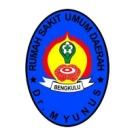 RUMAH SAKIT UMUM DAERAH
BENGKULU
Dr M YUNUS